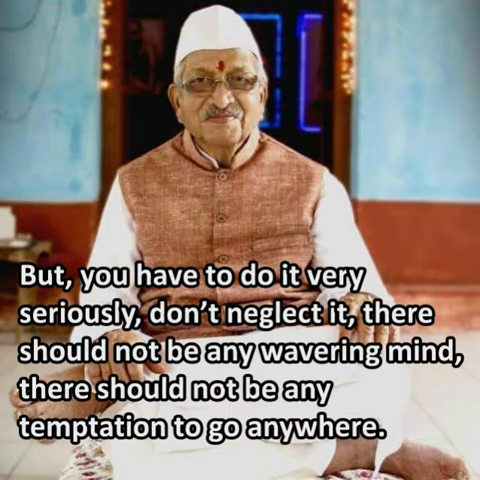 But, you have to do it very
seriously, don't neglect it, there
should not be any wavering mind,
there should not be any
temptation to go anywhere.